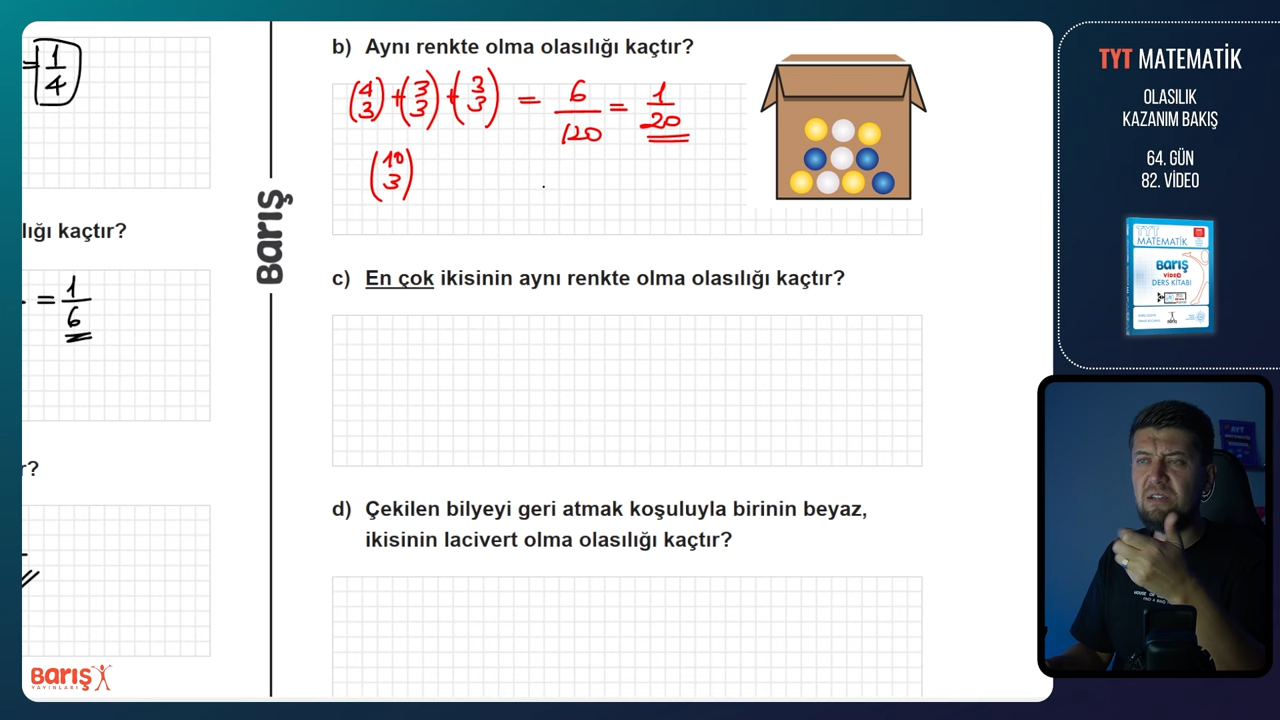 = 1/4
lığı kaçtır?
= 1/6
r?
BARIŞ
b) Aynı renkte olma olasılığı kaçtır?
(4 3) + (3 3) + (3 3) = 6/120 = 1/20
(10 3)
c) En çok ikisinin aynı renkte olma olasılığı kaçtır?
d) Çekilen bilyeyi geri atmak koşuluyla birinin beyaz,
ikisinin lacivert olma olasılığı kaçtır?
BARIŞ
YAYINLARI
TYT MATEMATİK
OLASILIK
KAZANIM BAKIŞ
64. GÜN
82. VİDEO
TYT
MATEMATİK
BARIŞ
VİDEO
DERS KİTABI